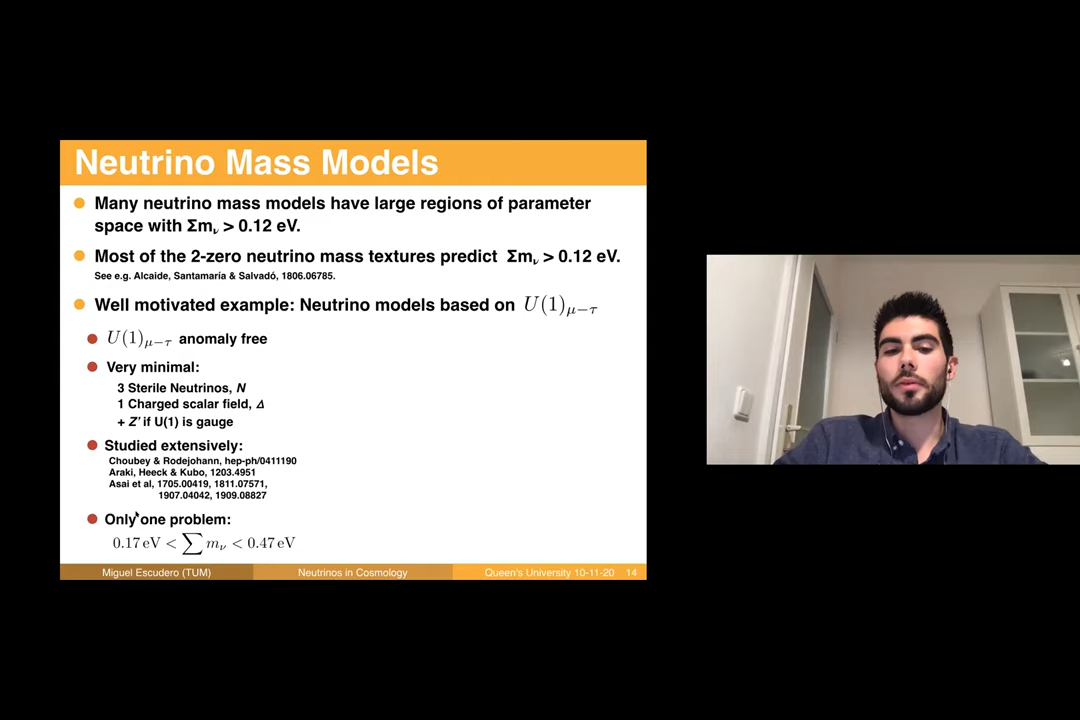 Neutrino Mass Models
Many neutrino mass models have large regions of parameter
space with Σmν > 0.12 eV.
Most of the 2-zero neutrino mass textures predict Σmν > 0.12 eV.
See e.g. Alcaide, Santamaría & Salvadó, 1806.06785.
Well motivated example: Neutrino models based on U(1)μ−τ
U(1)μ−τ anomaly free
Very minimal:
3 Sterile Neutrinos, N
1 Charged scalar field, Δ
+ Z' if U(1) is gauge
Studied extensively:
Choubey & Rodejohann, hep-ph/0411190
Araki, Heeck & Kubo, 1203.4951
Asai et al, 1705.00419, 1811.07571,
1907.04042, 1909.08827
Only one problem:
0.17 eV < ∑ mν < 0.47 eV
Miguel Escudero (TUM) Neutrinos in Cosmology Queen's University 10-11-20 14